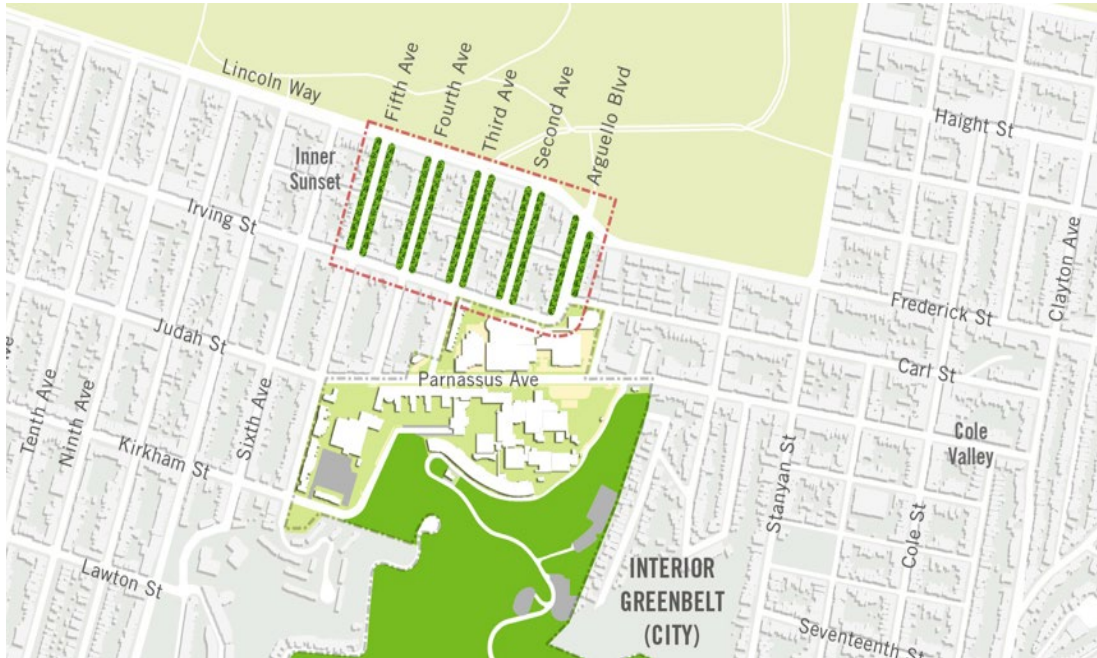 Lincoln Way
Fifth Ave
Fourth Ave
Third Ave
Second Ave
Arguello Blvd
Haight St
Inner
Sunset
Irving St
Clayton Ave
Frederick St
Judah St
Parnassus Ave
Carl St
Tenth Ave
Ninth Ave
Sixth Ave
Kirkham St
Stanyan St
Cole
Valley
Cole St
Lawton St
INTERIOR
GREENBELT
(CITY)
Seventeenth St